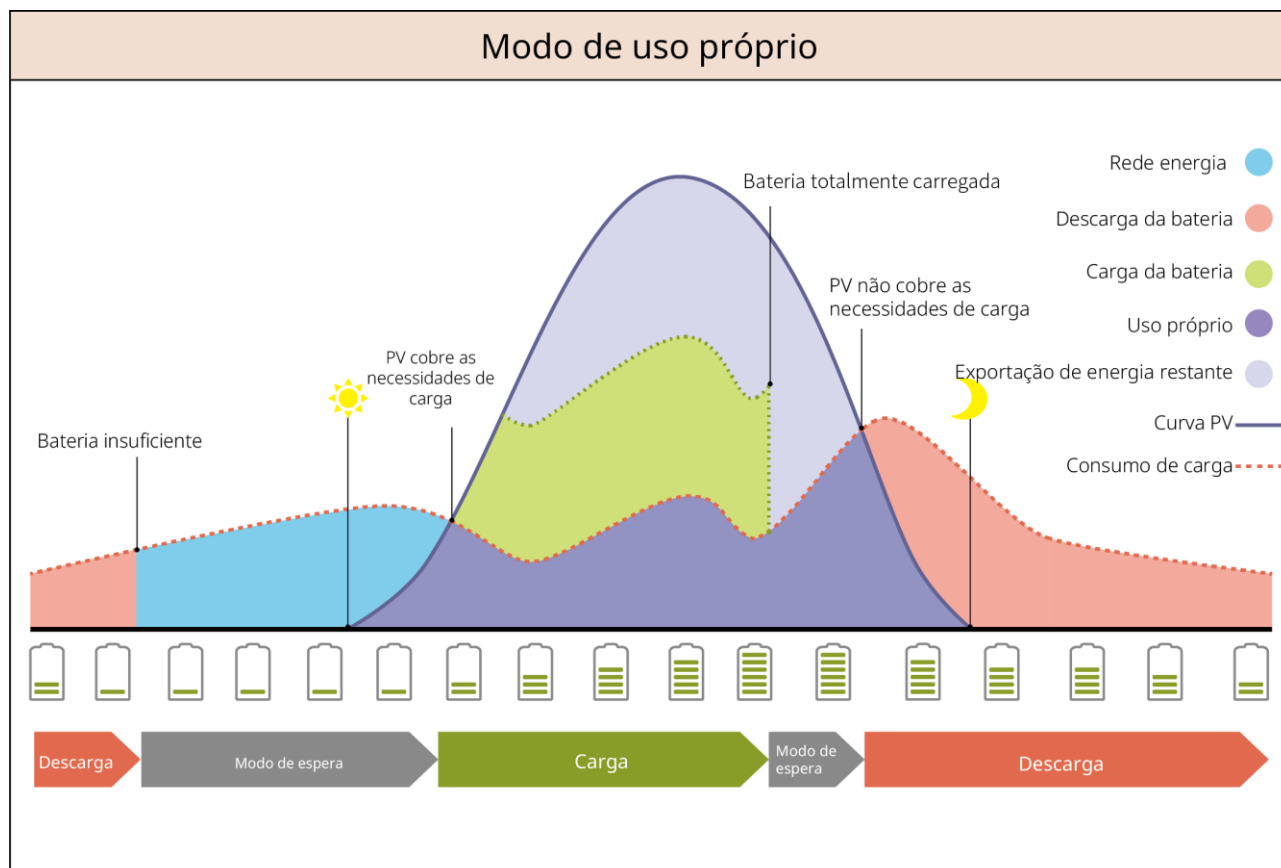 Modo de uso próprio
Rede energia
Bateria totalmente carregada
Descarga da bateria
Carga da bateria
PV não cobre as
necessidades de carga
Uso próprio
PV cobre as
necessidades de
carga
Exportação de energia restante
Curva PV
Bateria insuficiente
Consumo de carga
Descarga
Modo de espera
Carga
Modo de
espera
Descarga